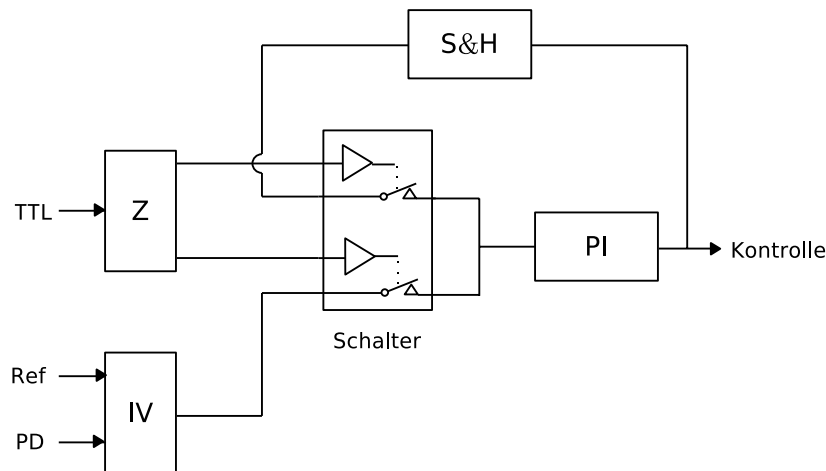 S&H
TTL
Z
Schalter
PI
Kontrolle
Ref
PD
IV